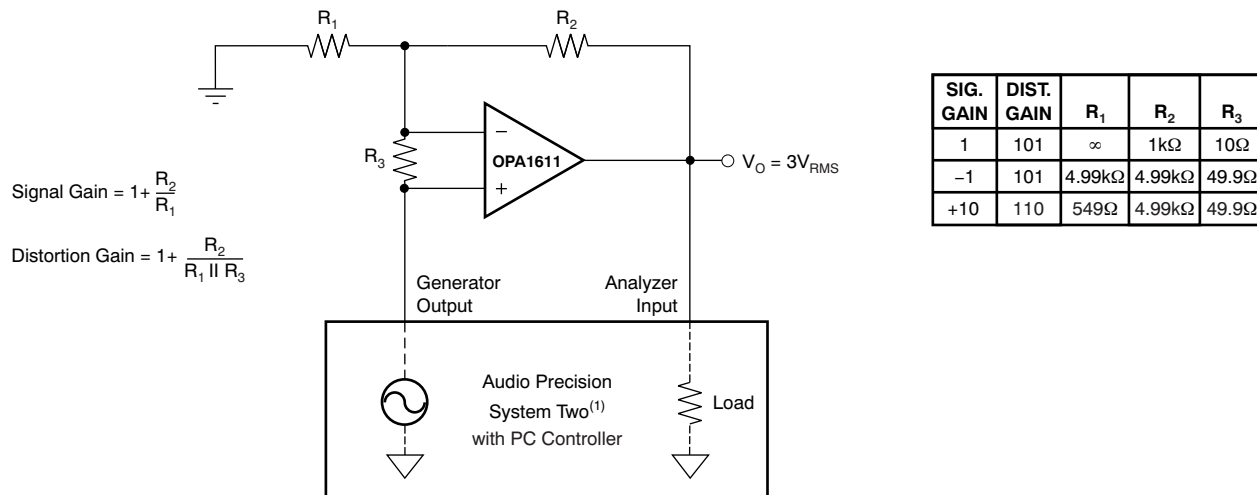 R1
R2
R3
−
+
OPA1611
VO = 3VRMS
Signal Gain = 1+ R2
R1
Distortion Gain = 1+ R2
R1 II R3
Generator
Output
Analyzer
Input
Audio Precision
System Two(1)
with PC Controller
Load
SIG.
GAIN
DIST.
GAIN
R1
R2
R3
1 101 ∞ 1kΩ 10Ω
−1 101 4.99kΩ 4.99kΩ 49.9Ω
+10 110 549Ω 4.99kΩ 49.9Ω